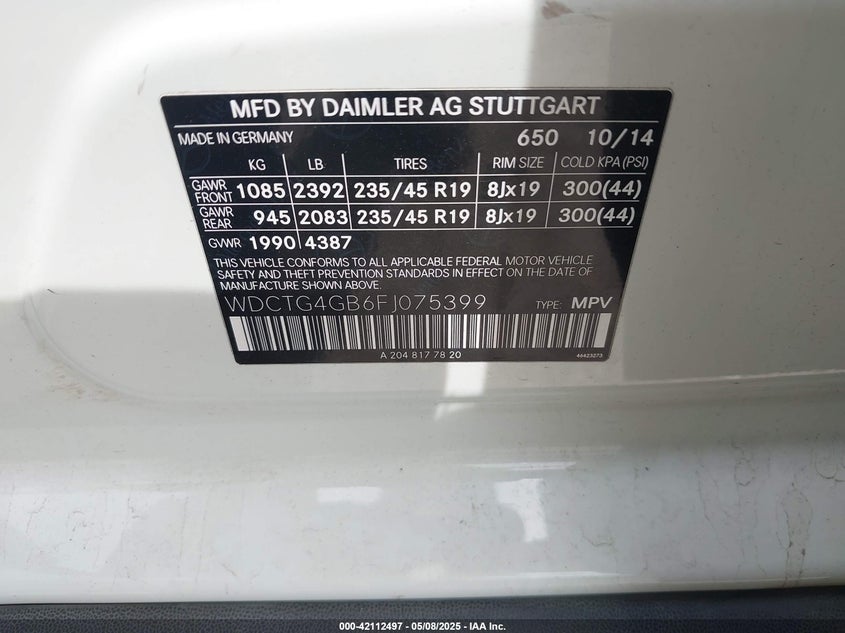 MFD BY DAIMLER AG STUTTGART
MADE IN GERMANY 650 10/14
KG LB TIRES RIM SIZE COLD KPA (PSI)
GAWR FRONT 1085 2392 235/45 R19 8Jx19 300(44)
GAWR REAR 945 2083 235/45 R19 8Jx19 300(44)
GVWR 1990 4387
THIS VEHICLE CONFORMS TO ALL APPLICABLE FEDERAL MOTOR VEHICLE
SAFETY AND THEFT PREVENTION STANDARDS IN EFFECT ON THE DATE OF
MANUFACTURE SHOWN ABOVE.
WDCTG4GB6FJ075399 TYPE: MPV
A 204 817 78 20 46423273
000-42112497 - 05/08/2025 - IAA Inc.